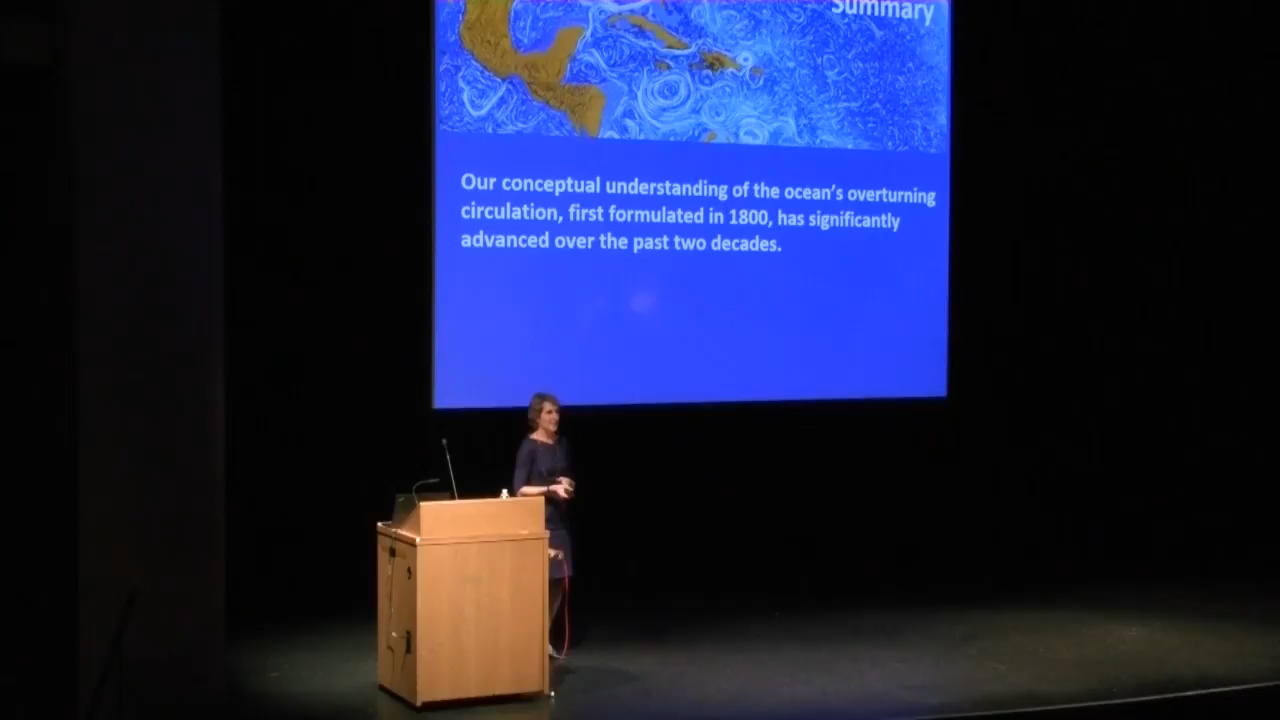 Summary
Our conceptual understanding of the ocean's overturning
circulation, first formulated in 1800, has significantly
advanced over the past two decades.